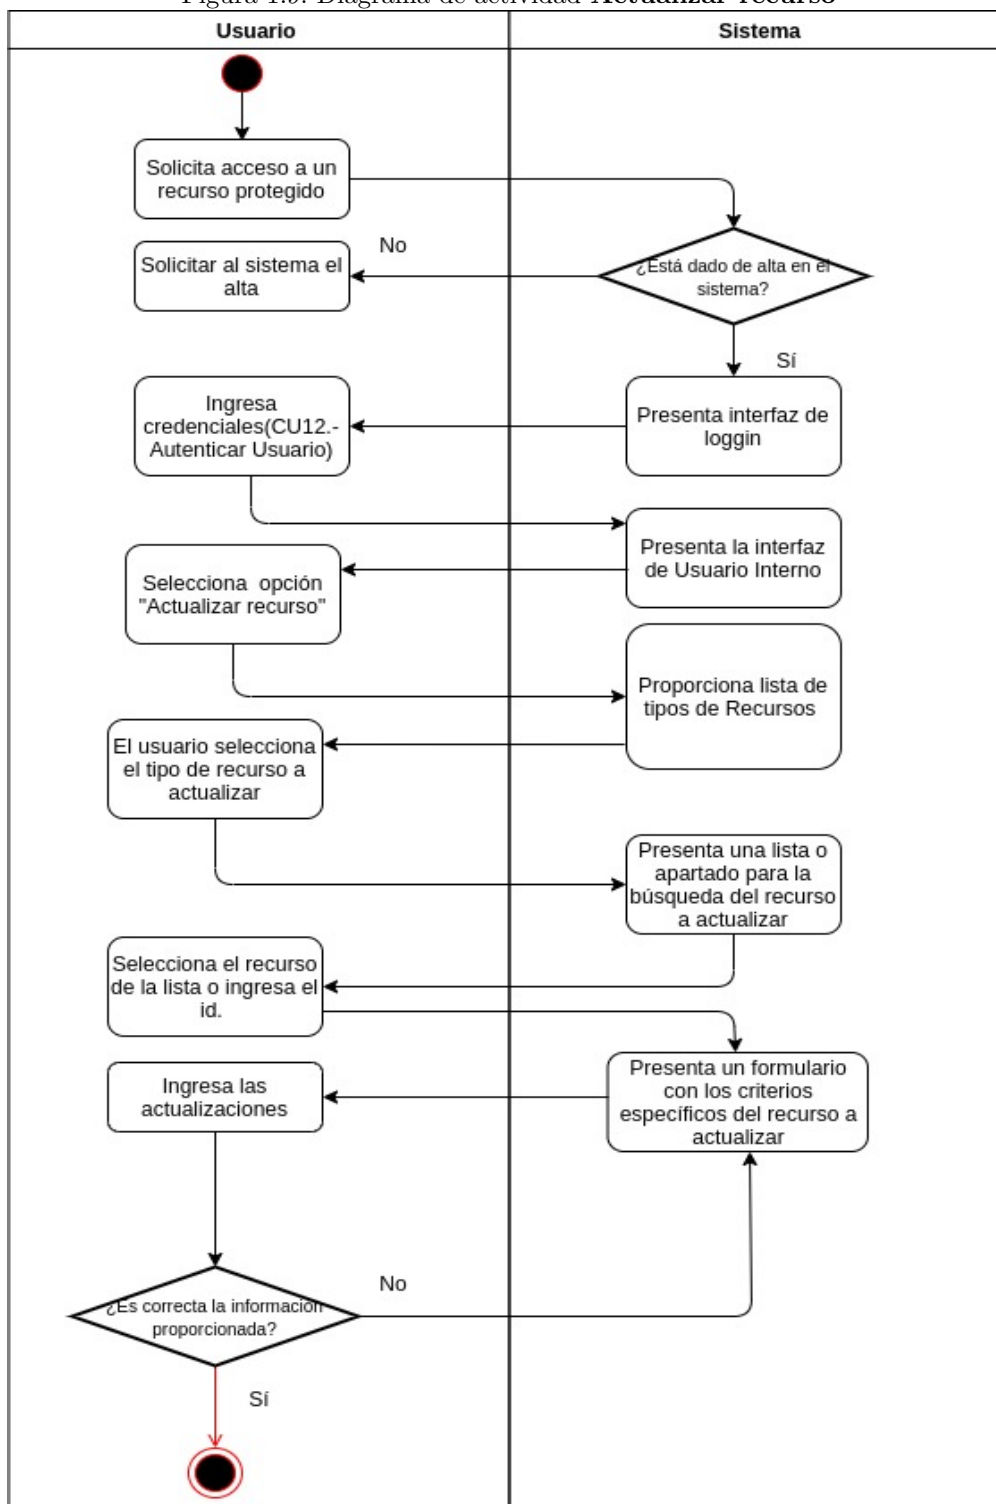 Figura 1.9: Diagrama de actividad Actualizar recurso
Usuario
Sistema
Solicita acceso a un
recurso protegido
No
¿Está dado de alta en el
sistema?
Solicitar al sistema el
alta
Sí
Ingresa
credenciales(CU12.-
Autenticar Usuario)
Presenta interfaz de
loggin
Presenta la interfaz
de Usuario Interno
Selecciona opción
"Actualizar recurso"
Proporciona lista de
tipos de Recursos
El usuario selecciona
el tipo de recurso a
actualizar
Presenta una lista o
apartado para la
búsqueda del recurso
a actualizar
Selecciona el recurso
de la lista o ingresa el
id.
Presenta un formulario
con los criterios
específicos del recurso a
actualizar
Ingresa las
actualizaciones
No
¿Es correcta la información
proporcionada?
Sí